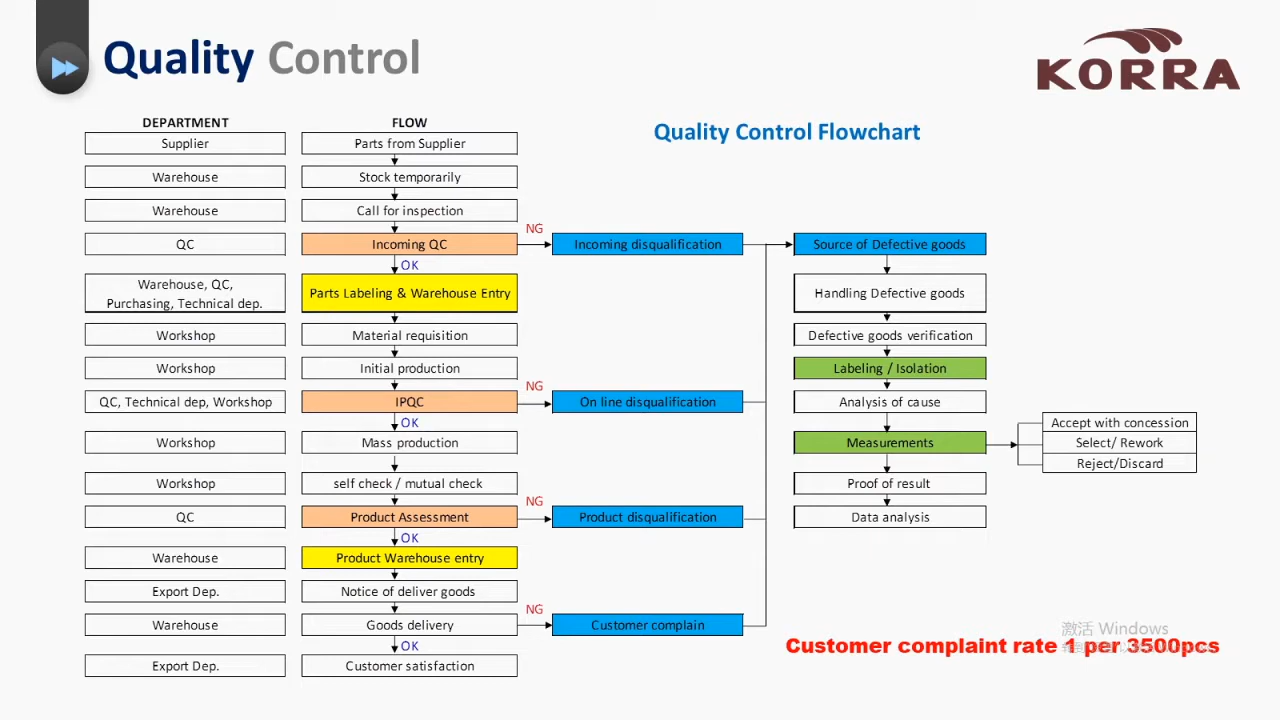 Quality Control
KORRA
Quality Control Flowchart
DEPARTMENT
FLOW
Supplier
Parts from Supplier
Warehouse
Stock temporarily
Warehouse
Call for inspection
QC
Incoming QC
NG
Incoming disqualification
Source of Defective goods
OK
Warehouse, QC,
Purchasing, Technical dep.
Parts Labeling & Warehouse Entry
Handling Defective goods
Workshop
Material requisition
Defective goods verification
Workshop
Initial production
Labeling / Isolation
QC, Technical dep, Workshop
IPQC
NG
On line disqualification
Analysis of cause
OK
Workshop
Mass production
Measurements
Accept with concession
Select/ Rework
Reject/Discard
Workshop
self check / mutual check
Proof of result
QC
Product Assessment
NG
Product disqualification
Data analysis
OK
Warehouse
Product Warehouse entry
Export Dep.
Notice of deliver goods
Warehouse
Goods delivery
NG
Customer complain
OK
Export Dep.
Customer satisfaction
激活 Windows
Customer complaint rate 1 per 3500pcs